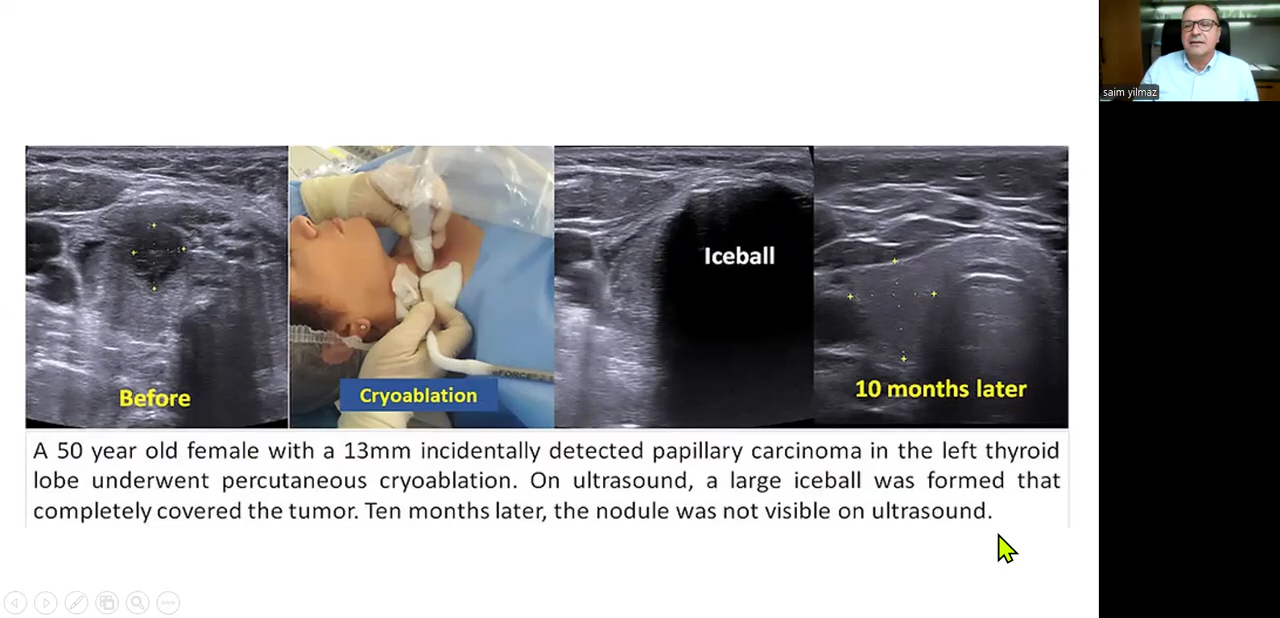 saim yilmaz
Iceball
Before
Cryoablation
10 months later
A 50 year old female with a 13mm incidentally detected papillary carcinoma in the left thyroid
lobe underwent percutaneous cryoablation. On ultrasound, a large iceball was formed that
completely covered the tumor. Ten months later, the nodule was not visible on ultrasound.